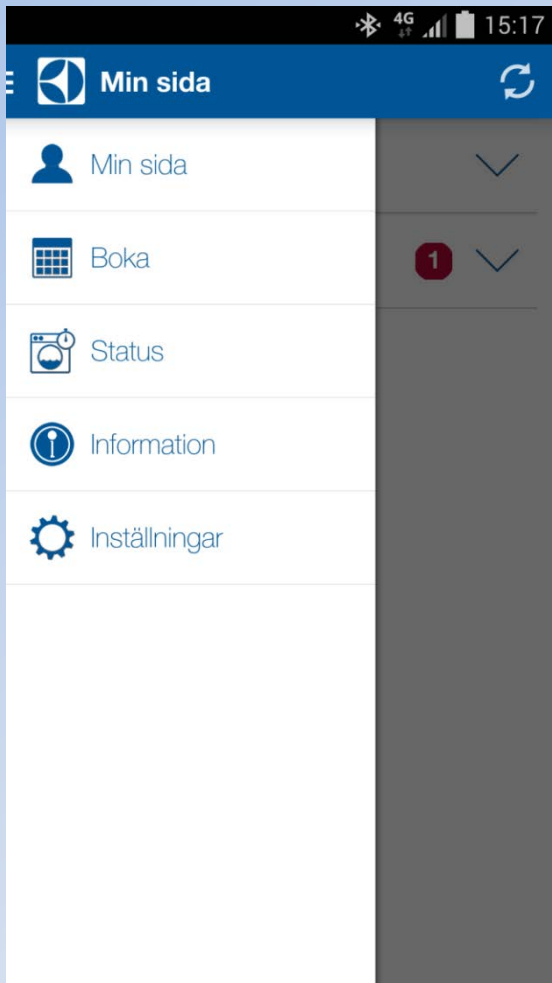 4G 15:17
Min sida
Min sida
Boka
1
Status
Information
Inställningar